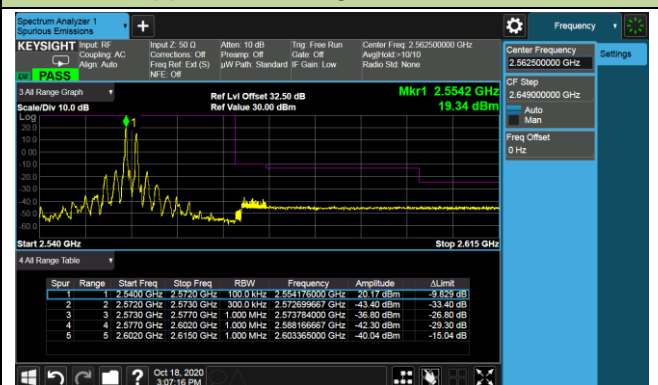 Spectrum Analyzer 1
Spurious Emissions
Frequency
KEYSIGHT Input: RF Input Z: 50 Ω Atten: 10 dB Trig: Free Run Center Freq: 2.562500000 GHz
Coupling: AC Corrections: Off Preamp: Off Gate: Off Avg|Hold:>10/10
Align: Auto Freq Ref: Ext (S) µW Path: Standard IF Gain: Low Radio Std: None
NFE: Off
LVI PASS
Center Frequency
2.562500000 GHz
Settings
CF Step
2.649000000 GHz
Auto
Man
Freq Offset
0 Hz
3 All Range Graph
Ref Lvl Offset 32.50 dB
Mkr1 2.5542 GHz
Scale/Div 10.0 dB Ref Value 30.00 dBm 19.34 dBm
Log
1
20.0
10.0
0.00
-10.0
-20.0
-30.0
-40.0
-50.0
-60.0
Start 2.540 GHz Stop 2.615 GHz
4 All Range Table
Spur Range Start Freq Stop Freq RBW Frequency Amplitude ΔLimit
1 1 2.5400 GHz 2.5720 GHz 100.0 kHz 2.554176000 GHz 20.17 dBm -9.829 dB
2 2 2.5720 GHz 2.5730 GHz 300.0 kHz 2.572699667 GHz -43.40 dBm -33.40 dB
3 3 2.5730 GHz 2.5770 GHz 1.000 MHz 2.573784000 GHz -36.80 dBm -26.80 dB
4 4 2.5770 GHz 2.6020 GHz 1.000 MHz 2.588166667 GHz -42.30 dBm -29.30 dB
5 5 2.6020 GHz 2.6150 GHz 1.000 MHz 2.603365000 GHz -40.04 dBm -15.04 dB
?
Oct 18, 2020
3:07:16 PM